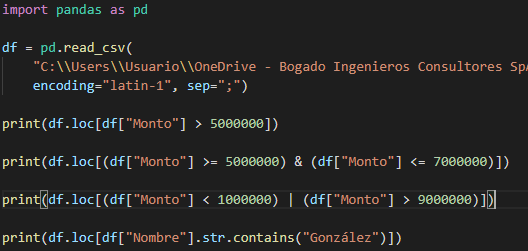 import pandas as pd
df = pd.read_csv(
"C:\\Users\\Usuario\\OneDrive - Bogado Ingenieros Consultores SpA
encoding="latin-1", sep=";")
print(df.loc[df["Monto"] > 5000000])
print(df.loc[(df["Monto"] >= 5000000) & (df["Monto"] <= 7000000)])
print(df.loc[(df["Monto"] < 1000000) | (df["Monto"] > 9000000)])
print(df.loc[df["Nombre"].str.contains("González")])